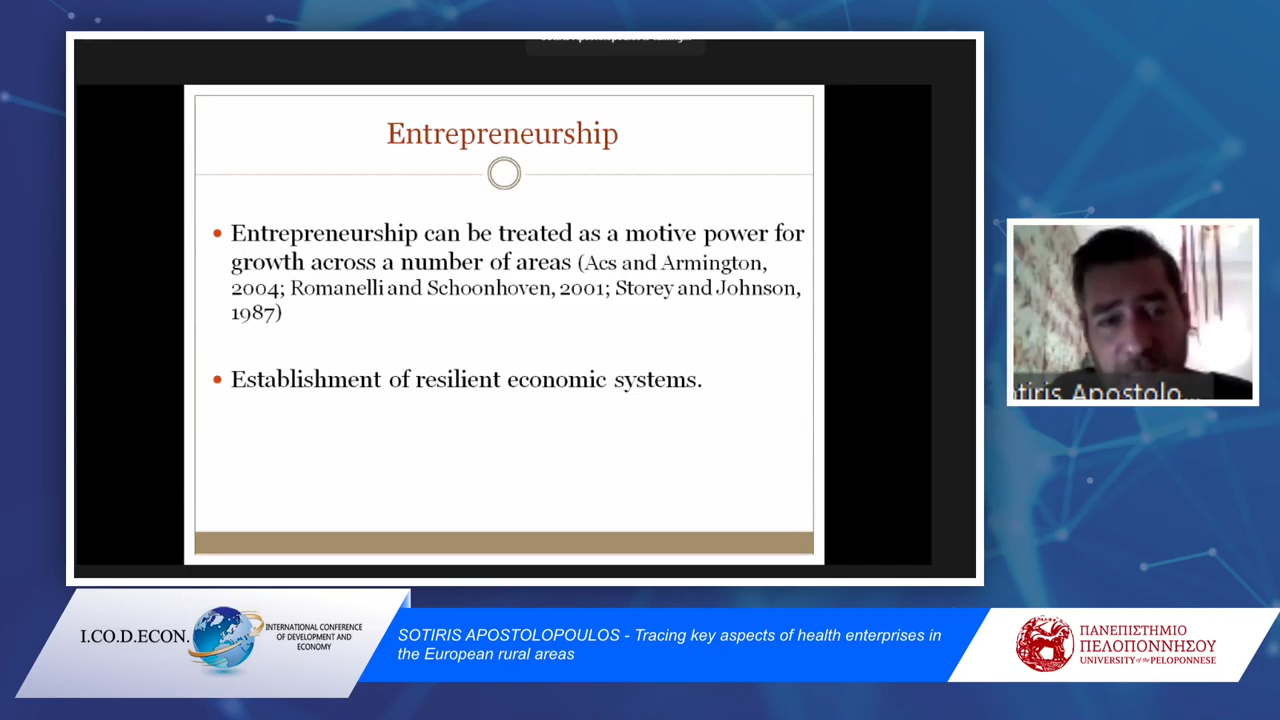 Entrepreneurship
Entrepreneurship can be treated as a motive power for
growth across a number of areas (Acs and Armington,
2004; Romanelli and Schoonhoven, 2001; Storey and Johnson,
1987)
Establishment of resilient economic systems.
tiris Apostolo...
I.CO.D.ECON.
INTERNATIONAL CONFERENCE
OF DEVELOPMENT AND
ECONOMY
SOTIRIS APOSTOLOPOULOS - Tracing key aspects of health enterprises in
the European rural areas
ΠΑΝΕΠΙΣΤΗΜΙΟ
ΠΕΛΟΠΟΝΝΗΣΟΥ
UNIVERSITY of the PELOPONNESE